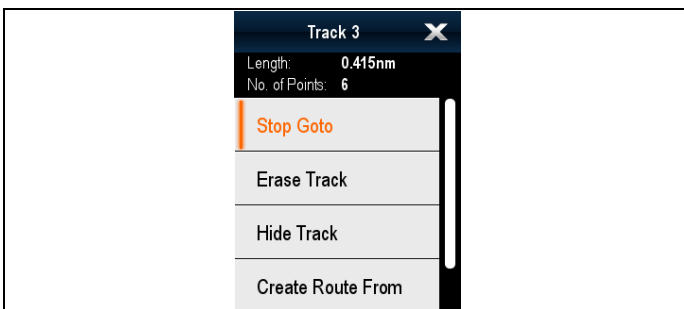 Track 3
Length: 0.415nm
No. of Points: 6
Stop Goto
Erase Track
Hide Track
Create Route From